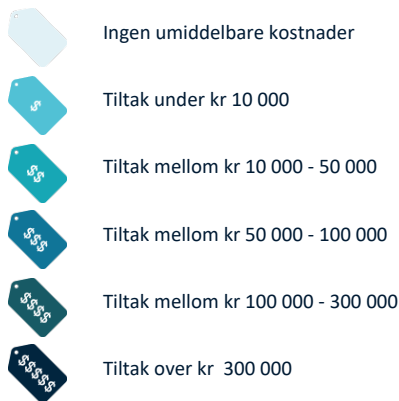 Ingen umiddelbare kostnader
$
Tiltak under kr 10 000
$$
Tiltak mellom kr 10 000 - 50 000
$$$
Tiltak mellom kr 50 000 - 100 000
$$$$
Tiltak mellom kr 100 000 - 300 000
$$$$$
Tiltak over kr  300 000